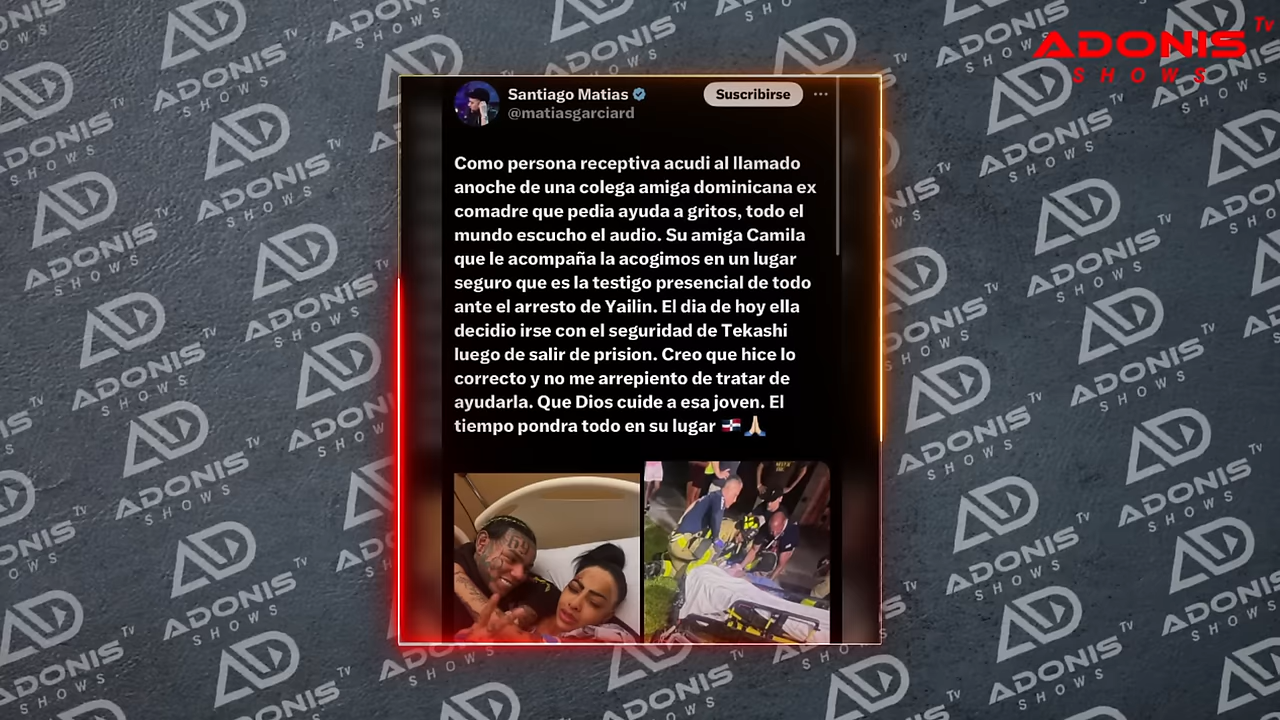 ADONIS Tv
SHOWS
Santiago Matias
@matiasgarciard
Suscribirse
Como persona receptiva acudi al llamado
anoche de una colega amiga dominicana ex
comadre que pedia ayuda a gritos, todo el
mundo escucho el audio. Su amiga Camila
que le acompaña la acogimos en un lugar
seguro que es la testigo presencial de todo
ante el arresto de Yailin. El dia de hoy ella
decidio irse con el seguridad de Tekashi
luego de salir de prision. Creo que hice lo
correcto y no me arrepiento de tratar de
ayudarla. Que Dios cuide a esa joven. El
tiempo pondra todo en su lugar 🇩🇴🙏🏼
69